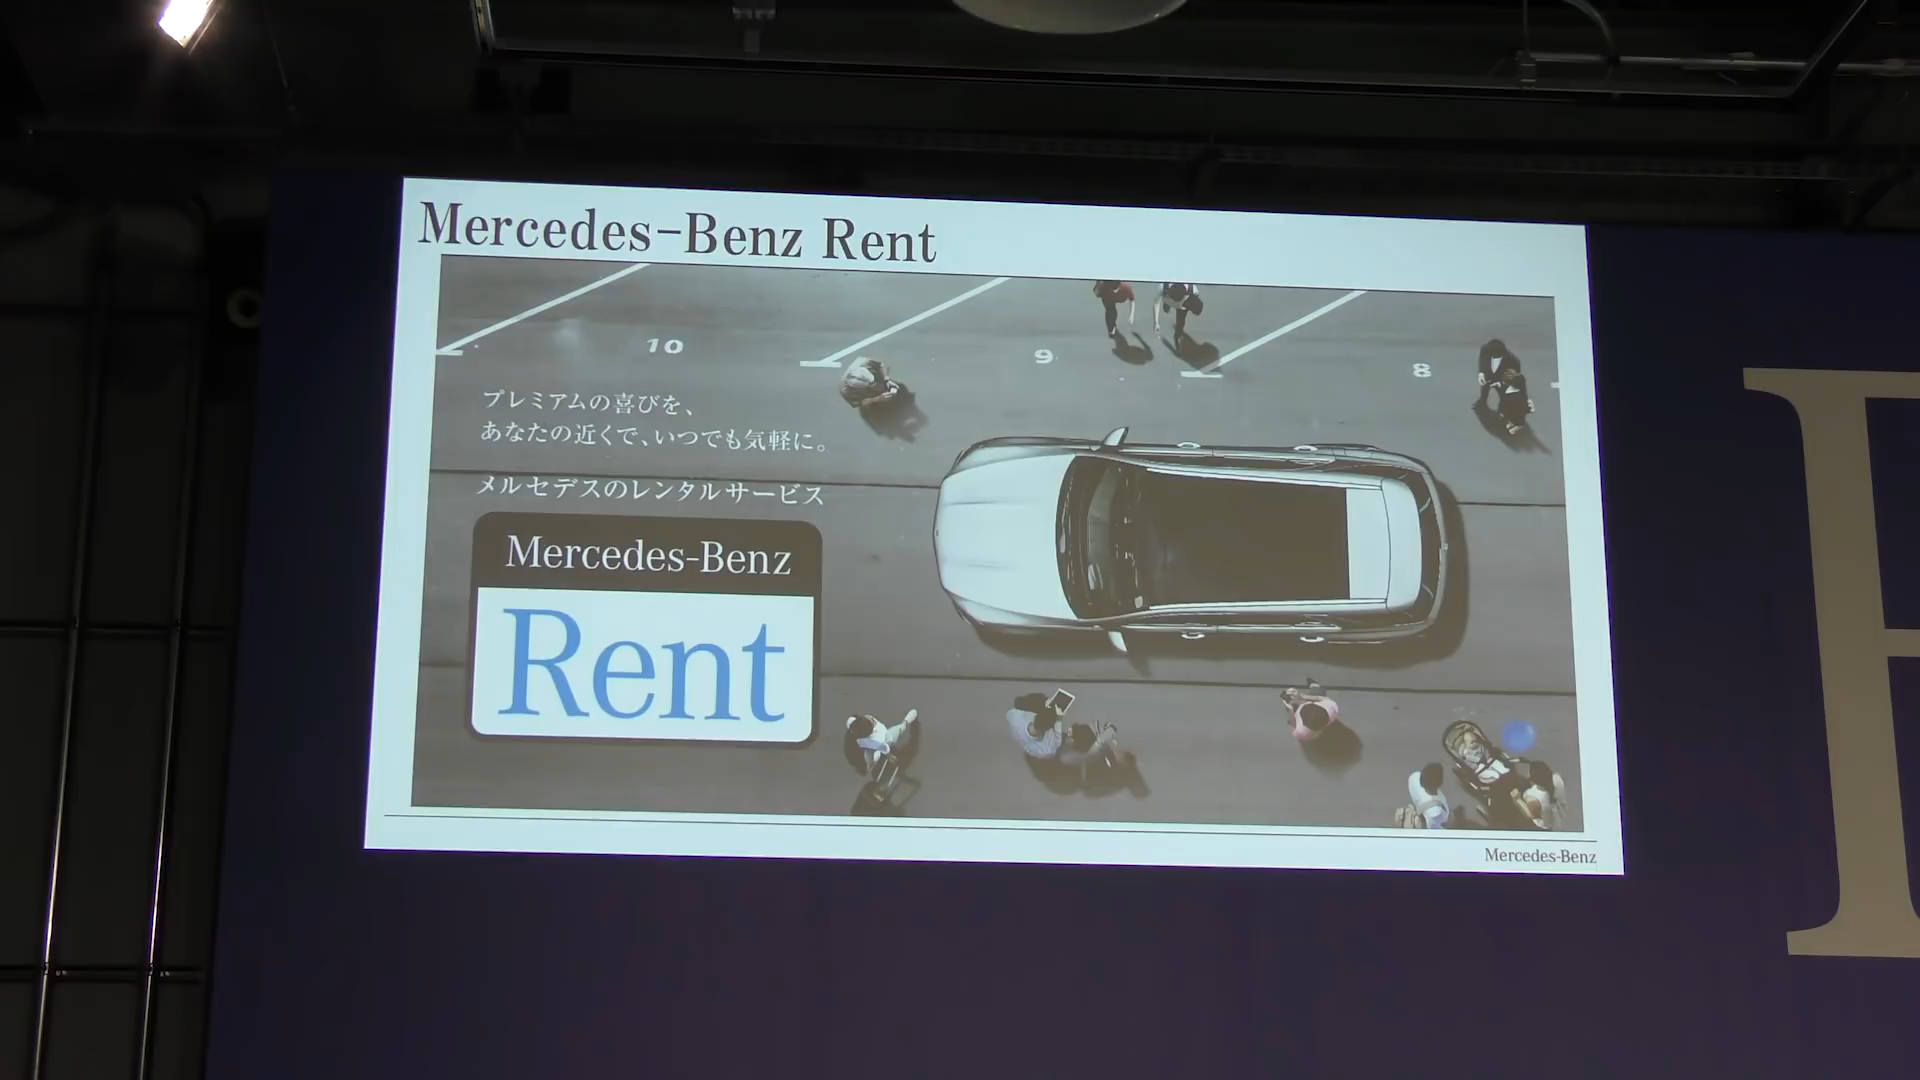 Mercedes-Benz Rent
10
9
8
プレミアムの喜びを、
あなたの近くで、いつでも気軽に。
メルセデスのレンタルサービス
Mercedes-Benz
Rent
Mercedes-Benz